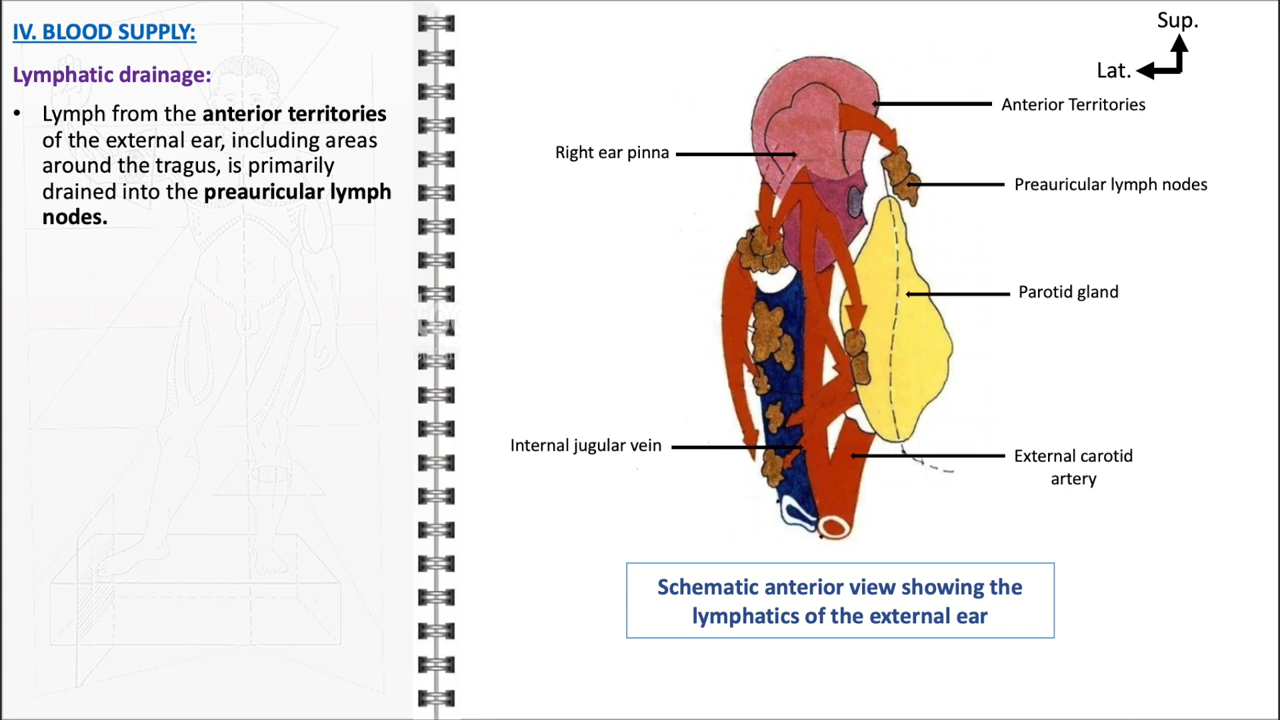 IV. BLOOD SUPPLY:
Lymphatic drainage:
• Lymph from the anterior territories
of the external ear, including areas
around the tragus, is primarily
drained into the preauricular lymph
nodes.
Sup.
Lat.
Anterior Territories
Right ear pinna
Preauricular lymph nodes
Parotid gland
Internal jugular vein
External carotid
artery
Schematic anterior view showing the
lymphatics of the external ear